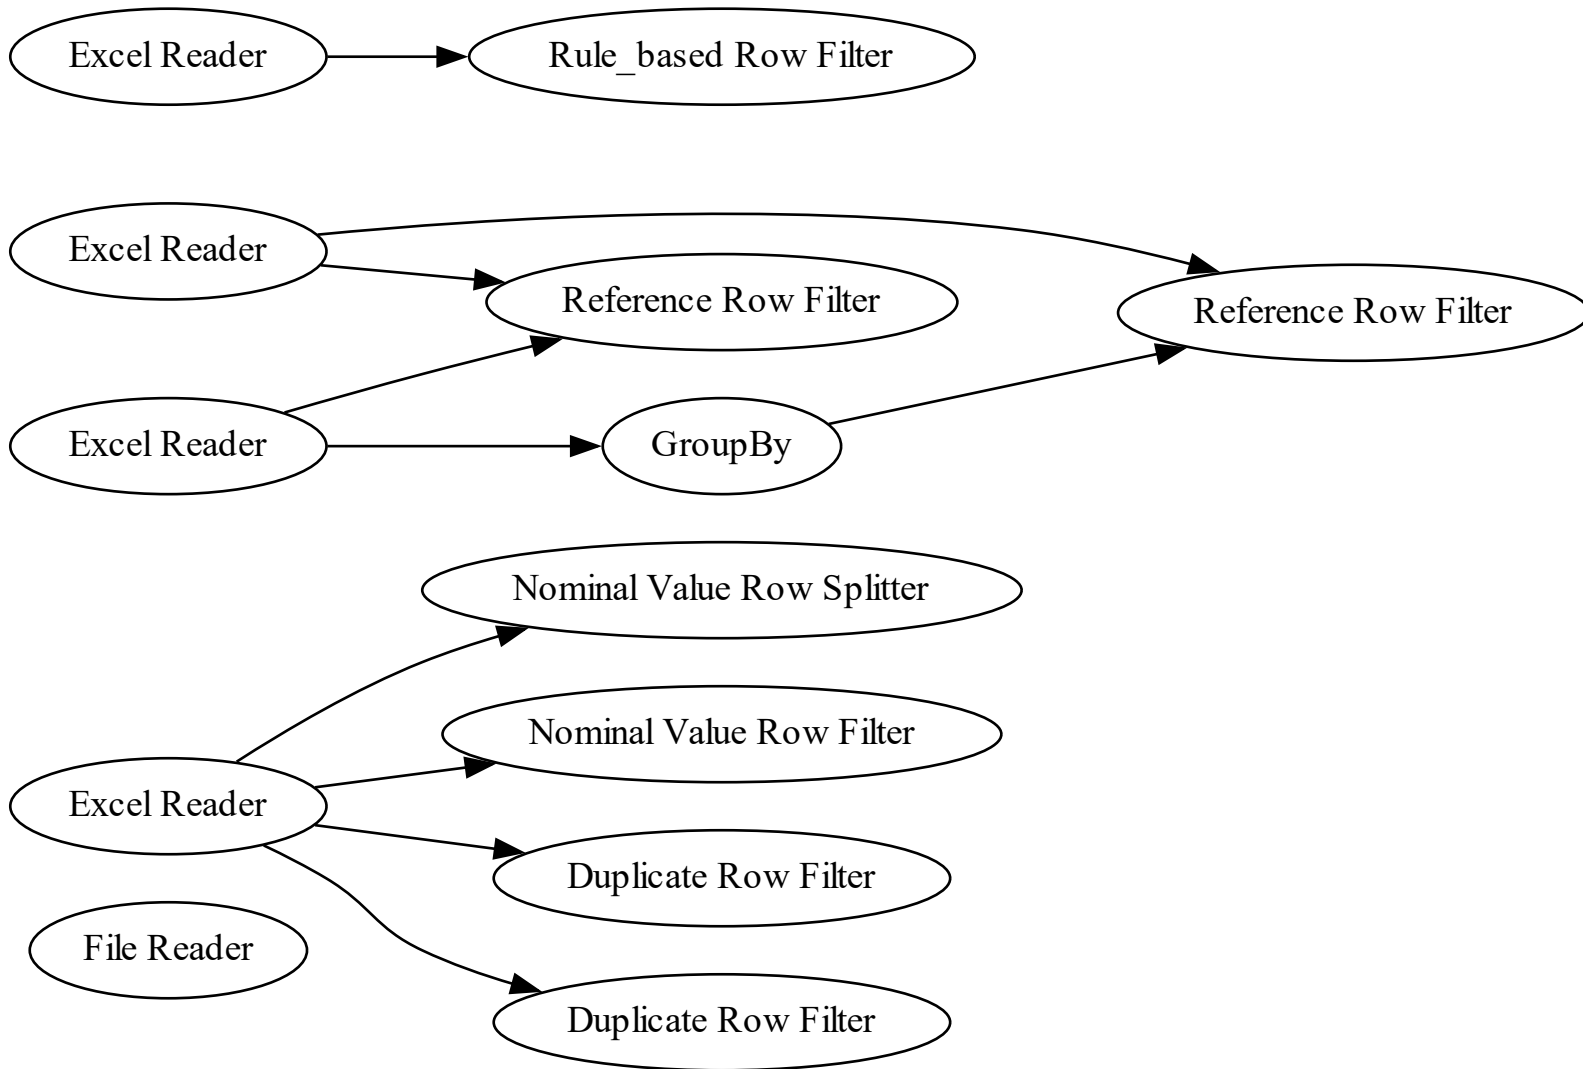 Excel Reader
Rule_based Row Filter
Excel Reader
Reference Row Filter
Reference Row Filter
Excel Reader
GroupBy
Nominal Value Row Splitter
Nominal Value Row Filter
Excel Reader
Duplicate Row Filter
File Reader
Duplicate Row Filter